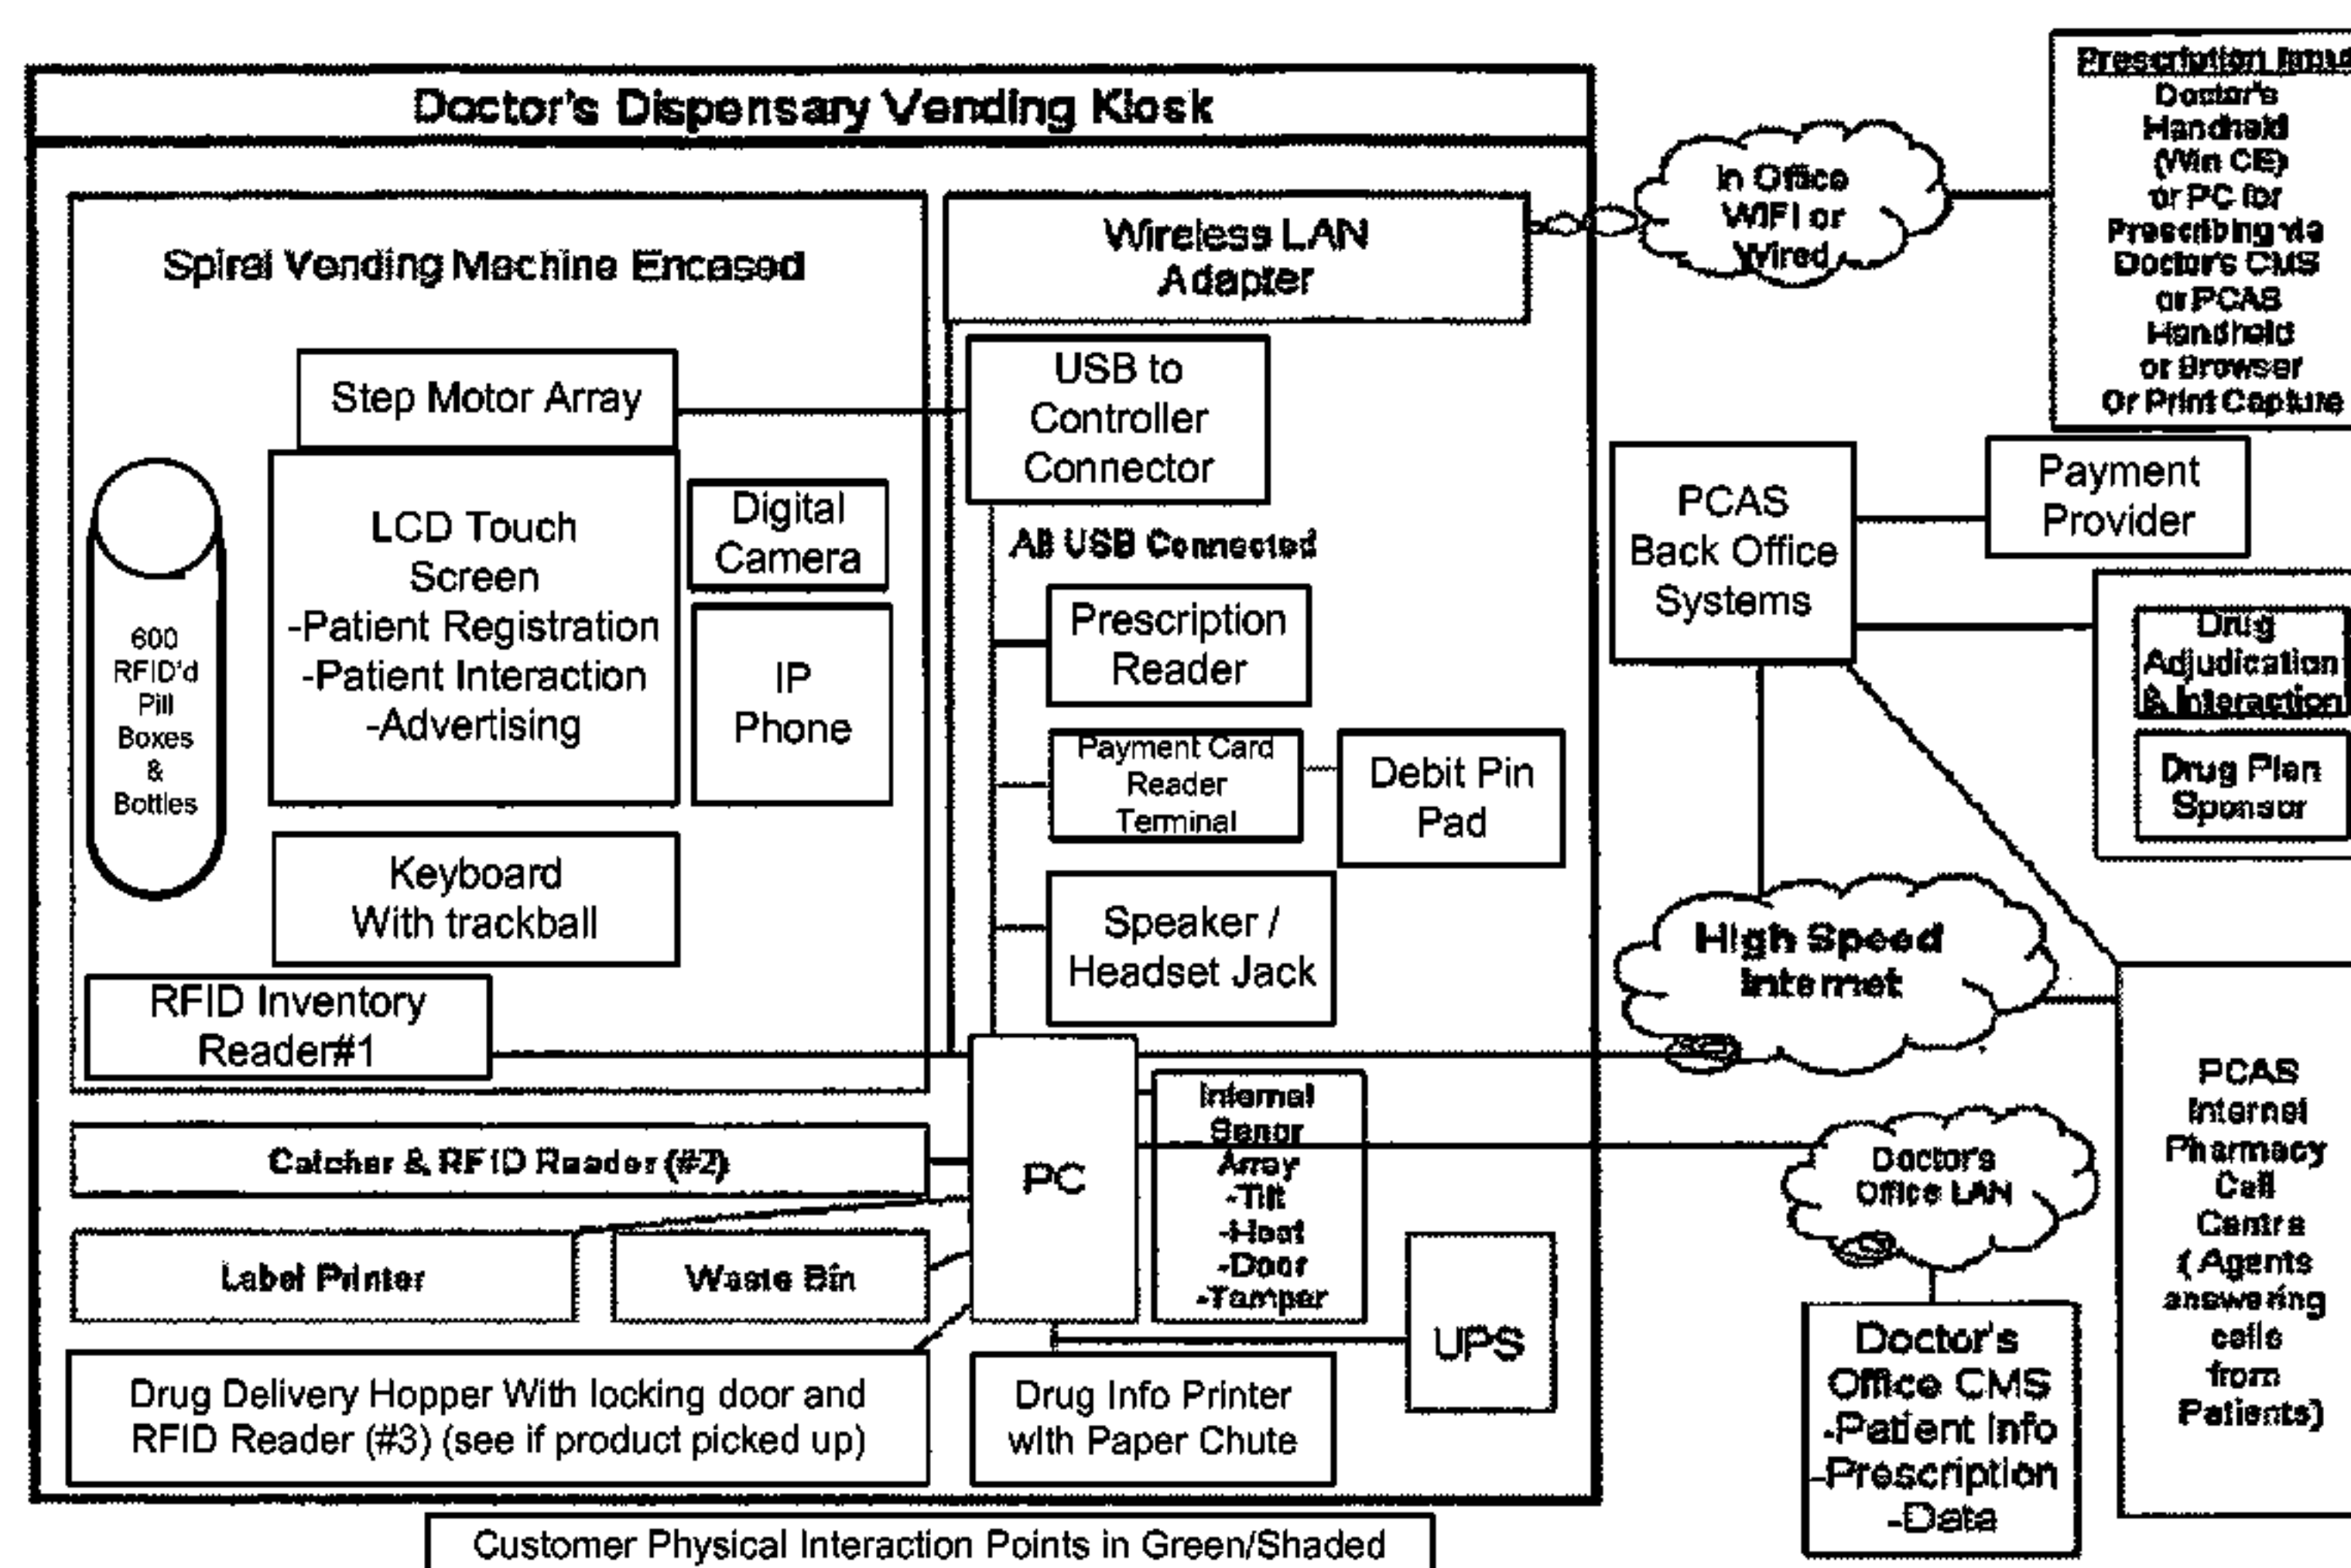 Doctor's Dispensary Vending Kiosk
Spiral Vending Machine Encased
Step Motor Array
LCD Touch
Screen
-Patient Registration
-Patient Interaction
-Advertising
Digital
Camera
IP
Phone
600
RFID'd
Pill
Boxes
&
Bottles
Keyboard
With trackball
RFID Inventory
Reader#1
Catcher & RFID Reader (#2)
Label Printer
Waste Bin
Drug Delivery Hopper With locking door and
RFID Reader (#3) (see if product picked up)
Wireless LAN
Adapter
USB to
Controller
Connector
All USB Connected
Prescription
Reader
Payment Card
Reader
Terminal
Debit Pin
Pad
Speaker /
Headset Jack
PC
Internal
Senor
Array
-Tilt
-Heat
-Door
-Tamper
UPS
Drug Info Printer
with Paper Chute
In Office
WIFI or
Wired
Prescription
Doctor's
Handheld
(Win CE)
or PC for
Prescribing via
Doctor's CMS
or PCAS
Handheld
or Browser
Or Print Capture
PCAS
Back Office
Systems
Payment
Provider
Drug
Adjudication
& Interaction
Drug Plan
Sponsor
High Speed
Internet
Doctor's
Office LAN
Doctor's
Office CMS
-Patient Info
-Prescription
-Data
PCAS
Internet
Pharmacy
Call
Centre
( Agents
answering
calls
from
Patients)
Customer Physical Interaction Points in Green/Shaded